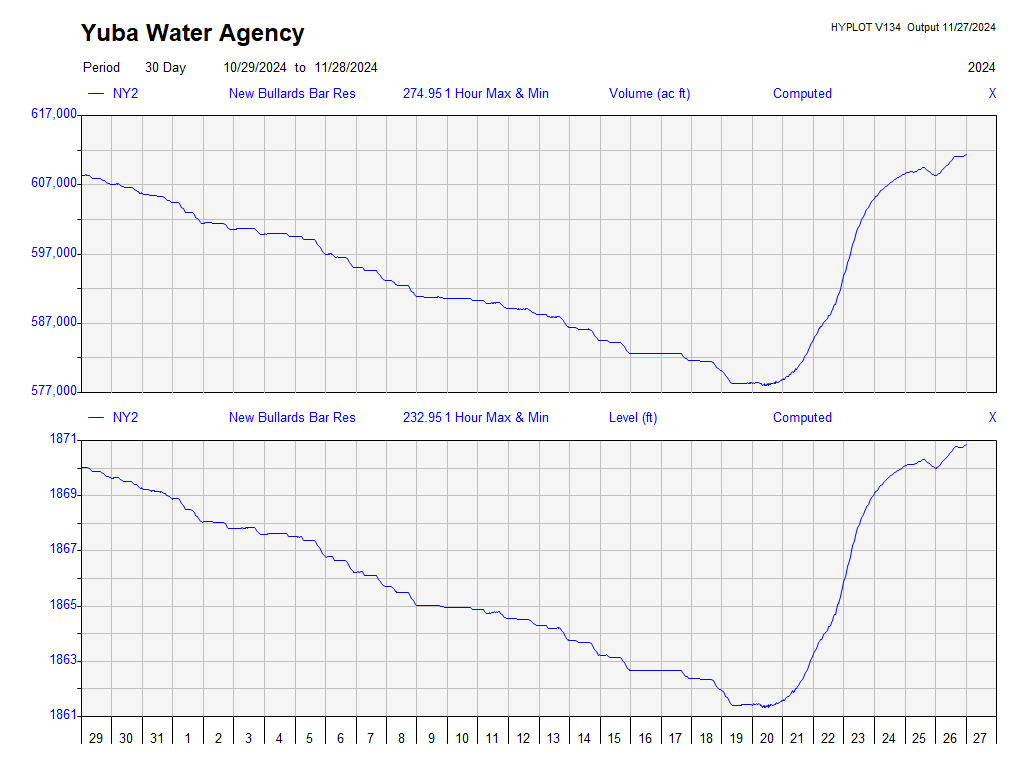 Yuba Water Agency
HYPLOT V134 Output 11/27/2024
Period 30 Day 10/29/2024 to 11/28/2024 2024
NY2 New Bullards Bar Res 274.95 1 Hour Max & Min Volume (ac ft) Computed X
617,000
607,000
597,000
587,000
577,000
NY2 New Bullards Bar Res 232.95 1 Hour Max & Min Level (ft) Computed X
1871
1869
1867
1865
1863
1861
29 30 31 1 2 3 4 5 6 7 8 9 10 11 12 13 14 15 16 17 18 19 20 21 22 23 24 25 26 27